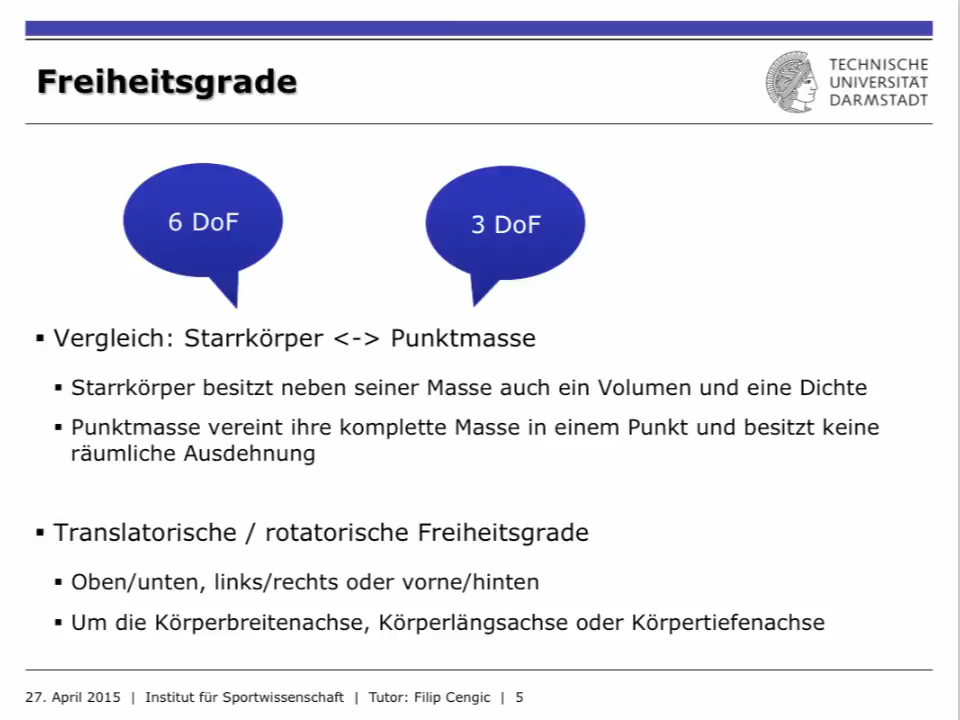 Freiheitsgrade
TECHNISCHE
UNIVERSITÄT
DARMSTADT
6 DoF
3 DoF
▪ Vergleich: Starrkörper <-> Punktmasse
▪ Starrkörper besitzt neben seiner Masse auch ein Volumen und eine Dichte
▪ Punktmasse vereint ihre komplette Masse in einem Punkt und besitzt keine
räumliche Ausdehnung
▪ Translatorische / rotatorische Freiheitsgrade
▪ Oben/unten, links/rechts oder vorne/hinten
▪ Um die Körperbreitenachse, Körperlängsachse oder Körpertiefenachse
27. April 2015 | Institut für Sportwissenschaft | Tutor: Filip Cengic | 5